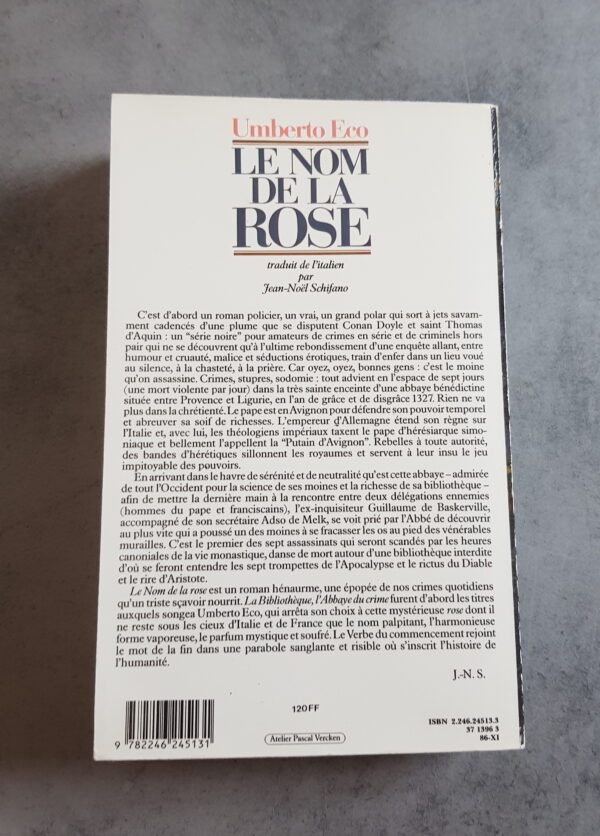 Umberto Eco
LE NOM
DE LA
ROSE
traduit de l'italien
par
Jean-Noël Schifano
C'est d'abord un roman policier, un vrai, un grand polar qui sort à jets savam-
ment cadencés d'une plume que se disputent Conan Doyle et saint Thomas
d'Aquin : un "série noire" pour amateurs de crimes en série et de criminels hors
pair qui ne se découvrent qu'à l'ultime rebondissement d'une enquête allant, entre
humour et cruauté, malice et séductions érotiques, train d'enfer dans un lieu voué
au silence, à la chasteté, à la prière. Car oyez, oyez, bonnes gens : c'est le moine
qu'on assassine. Crimes, stupres, sodomie : tout advient en l'espace de sept jours
(une mort violente par jour) dans la très sainte enceinte d'une abbaye bénédictine
située entre Provence et Ligurie, en l'an de grâce et de disgrâce 1327. Rien ne va
plus dans la chrétienté. Le pape est en Avignon pour défendre son pouvoir temporel
et abreuver sa soif de richesses. L'empereur d'Allemagne étend son règne sur
l'Italie et, avec lui, les théologiens impériaux taxent le pape d'hérésiarque simo-
niaque et bellement l'appellent la "Putain d'Avignon". Rebelles à toute autorité,
des bandes d'hérétiques sillonnent les royaumes et servent à leur insu le jeu
impitoyable des pouvoirs.
En arrivant dans le havre de sérénité et de neutralité qu'est cette abbaye – admirée
de tout l'Occident pour la science de ses moines et la richesse de sa bibliothèque –
afin de mettre la dernière main à la rencontre entre deux délégations ennemies
(hommes du pape et franciscains), l'ex-inquisiteur Guillaume de Baskerville,
accompagné de son secrétaire Adso de Melk, se voit prié par l'Abbé de découvrir
au plus vite qui a poussé un des moines à se fracasser les os au pied des vénérables
murailles. C'est le premier des sept assassinats qui seront scandés par les heures
canoniales de la vie monastique, danse de mort autour d'une bibliothèque interdite
d'où se feront entendre les sept trompettes de l'Apocalypse et le rictus du Diable
et le rire d'Aristote.
Le Nom de la rose est un roman hénaurme, une épopée de nos crimes quotidiens
qu'un triste sçavoir nourrit. La Bibliothèque, l'Abbaye du crime furent d'abord les titres
auxquels songea Umberto Eco, qui arrêta son choix à cette mystérieuse rose dont il
ne reste sous les cieux d'Italie et de France que le nom palpitant, l'harmonieuse
forme vaporeuse, le parfum mystique et soufré. Le Verbe du commencement rejoint
le mot de la fin dans une parabole sanglante et risible où s'inscrit l'histoire de
l'humanité.
J.-N. S.
120 FF
9 782246 245131
Atelier Pascal Vercken
ISBN 2.246.24513.3
37 1396 3
86-XI